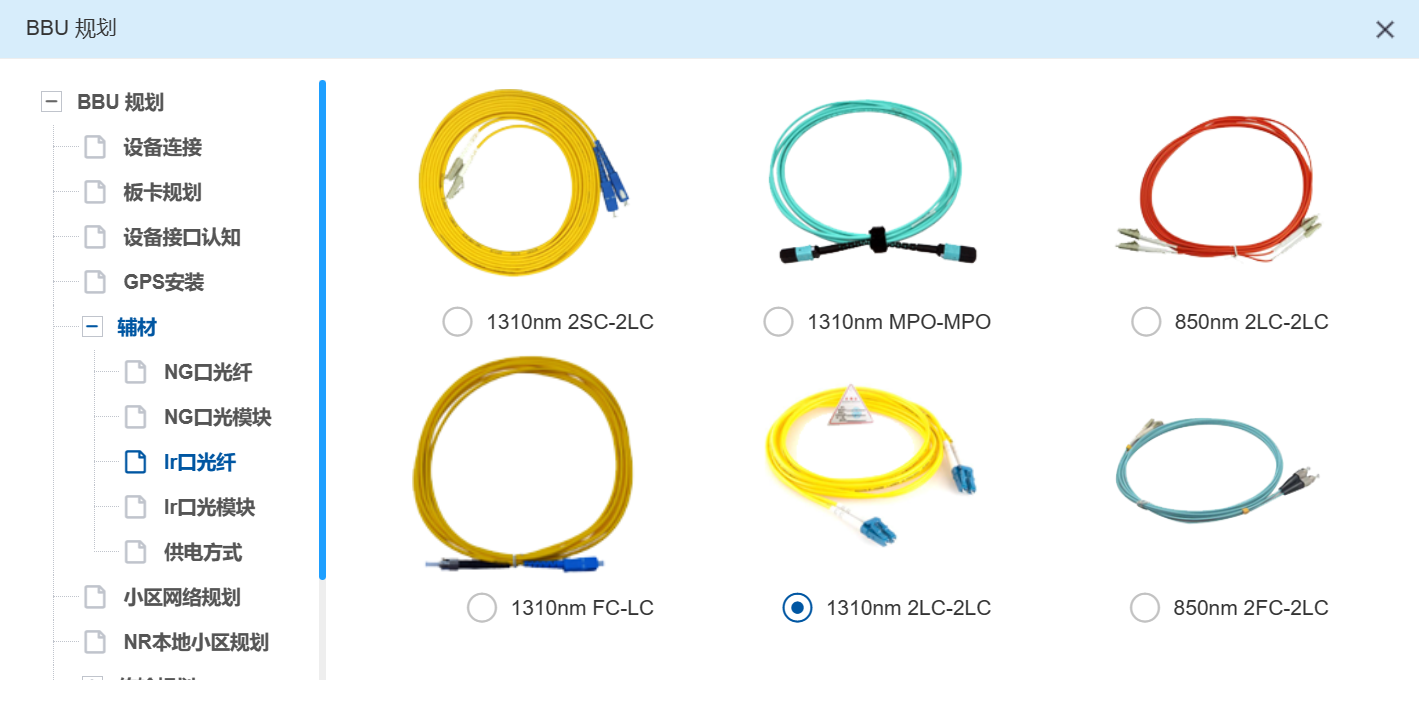 BBU 规划
BBU 规划
设备连接
板卡规划
设备接口认知
GPS安装
辅材
NG口光纤
NG口光模块
Ir口光纤
Ir口光模块
供电方式
小区网络规划
NR本地小区规划
1310nm 2SC-2LC
1310nm MPO-MPO
850nm 2LC-2LC
1310nm FC-LC
1310nm 2LC-2LC
850nm 2FC-2LC